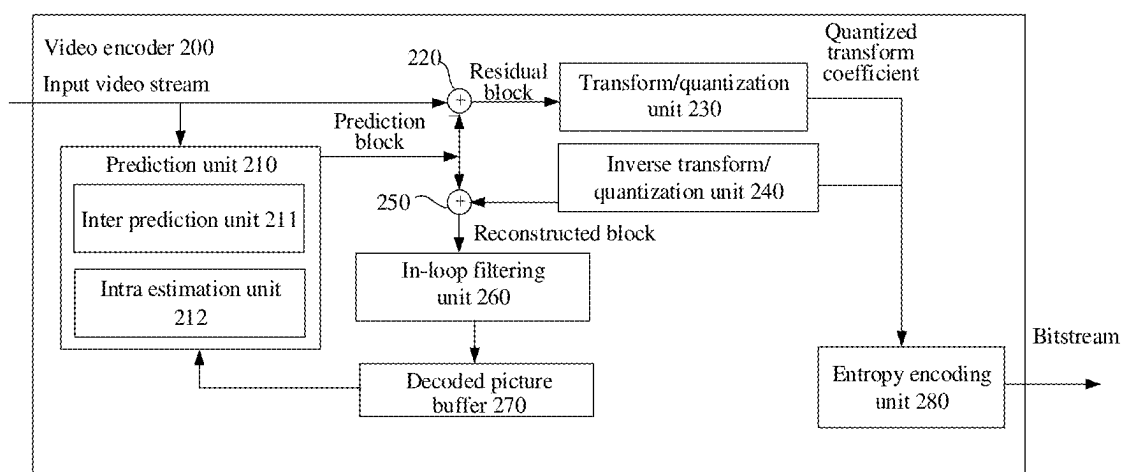 Video encoder 200
Input video stream
220
Residual
block
Transform/quantization
unit 230
Quantized
transform
coefficient
Prediction
block
Prediction unit 210
Inter prediction unit 211
Intra estimation unit
212
Inverse transform/
quantization unit 240
250
Reconstructed block
In-loop filtering
unit 260
Decoded picture
buffer 270
Entropy encoding
unit 280
Bitstream